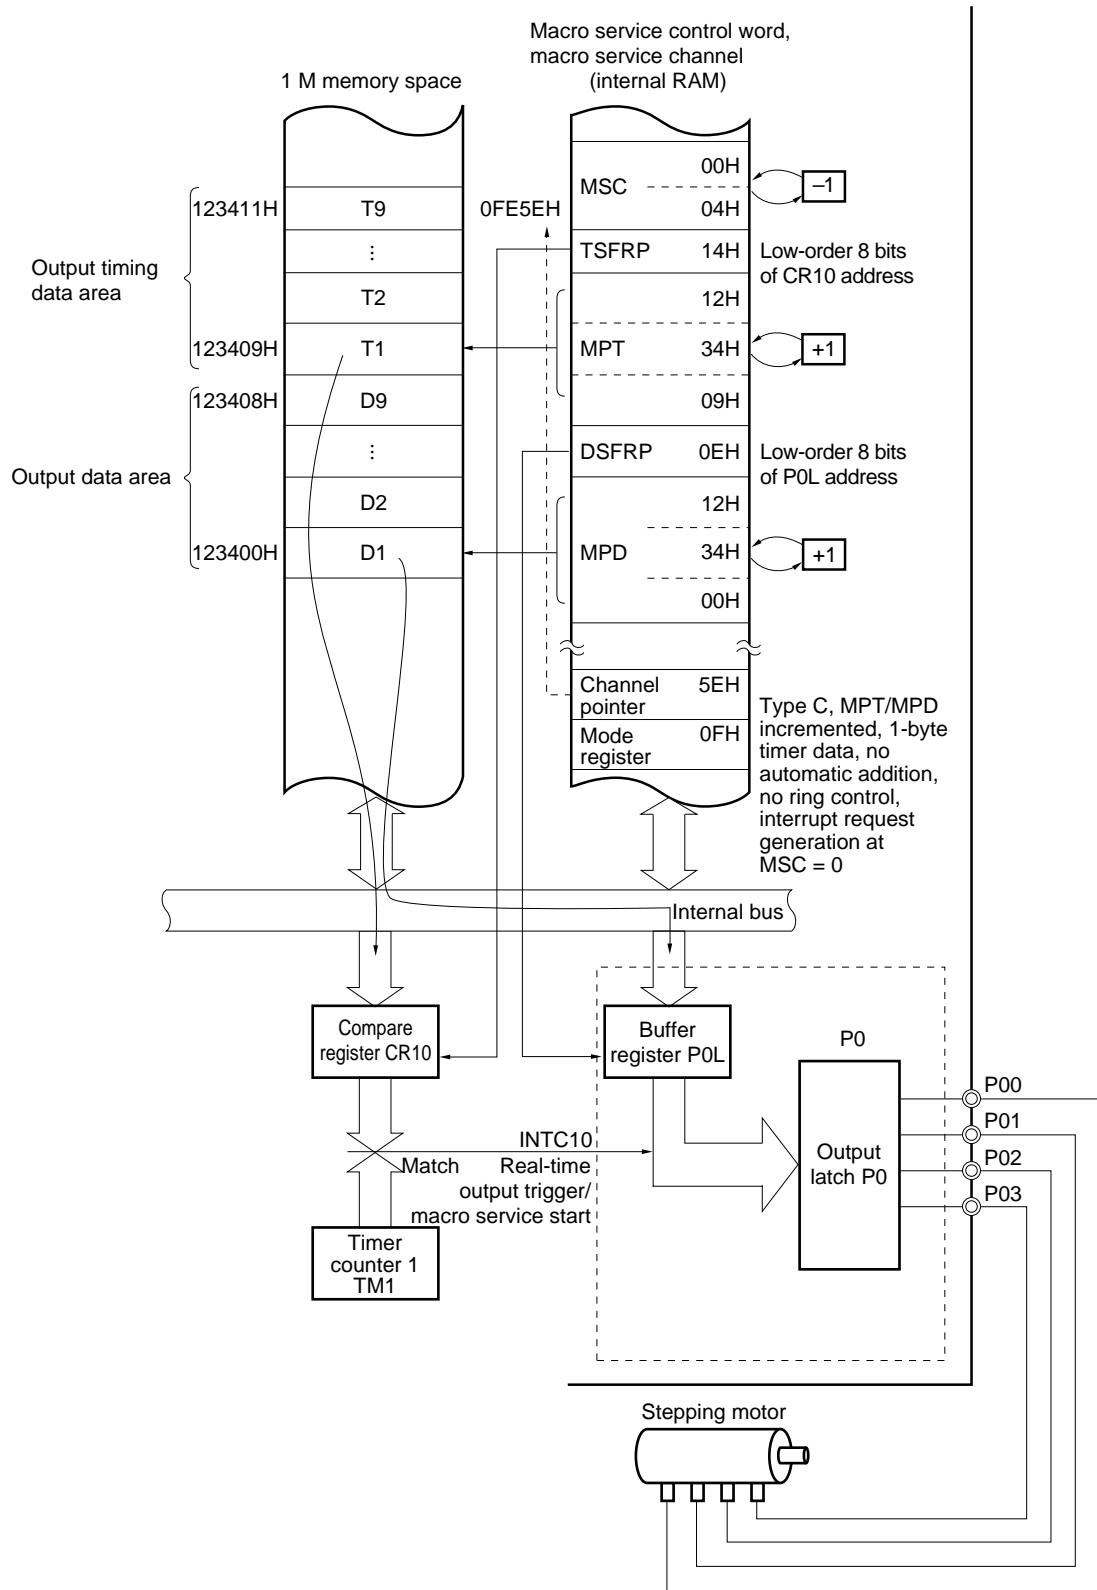 Macro service control word,
macro service channel
(internal RAM)
1 M memory space
MSC
00H
04H
–1
123411H
T9
0FE5EH
TSFRP
14H
Low-order 8 bits
of CR10 address
Output timing
data area
⋮
T2
12H
123409H
T1
MPT
34H
+1
123408H
D9
09H
Output data area
⋮
DSFRP
0EH
Low-order 8 bits
of P0L address
D2
12H
123400H
D1
MPD
34H
+1
00H
Channel
pointer
5EH
Mode
register
0FH
Type C, MPT/MPD
incremented, 1-byte
timer data, no
automatic addition,
no ring control,
interrupt request
generation at
MSC = 0
Internal bus
Compare
register CR10
Buffer
register P0L
P0
Output
latch P0
P00
P01
P02
P03
INTC10
Match
Real-time
output trigger/
macro service start
Timer
counter 1
TM1
Stepping motor